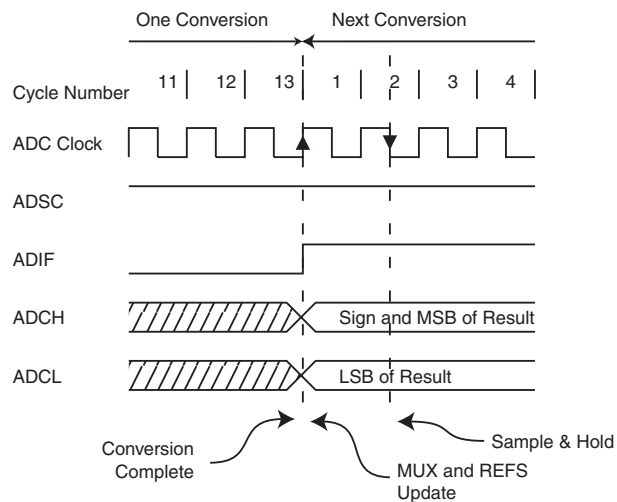 One Conversion Next Conversion
Cycle Number 11 12 13 1 2 3 4
ADC Clock
ADSC
ADIF
ADCH Sign and MSB of Result
ADCL LSB of Result
Conversion
Complete
MUX and REFS
Update
Sample & Hold